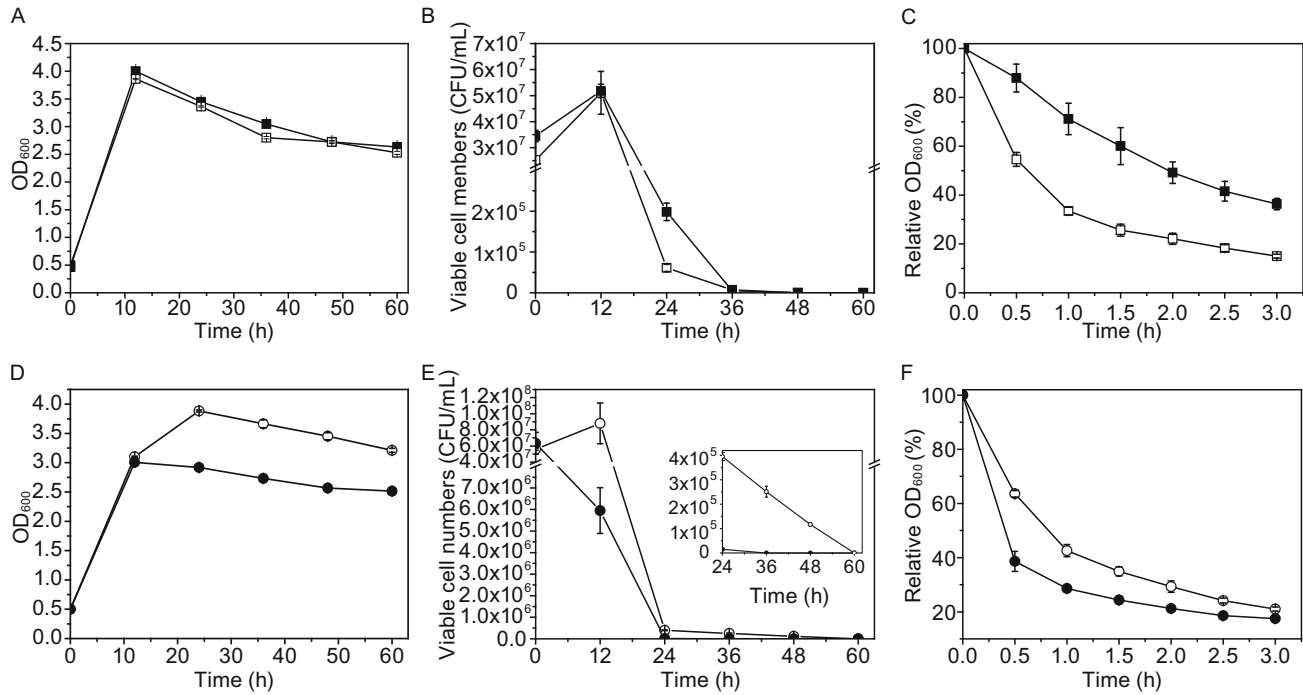 A
OD600
4.5
4.0
3.5
3.0
2.5
2.0
1.5
1.0
0.5
0.0
0 10 20 30 40 50 60
Time (h)
B
Viable cell menbers (CFU/mL)
7x10^7
6x10^7
5x10^7
4x10^7
3x10^7
2x10^5
1x10^5
0
0 12 24 36 48 60
Time (h)
C
Relative OD600 (%)
100
80
60
40
20
0.0 0.5 1.0 1.5 2.0 2.5 3.0
Time (h)
D
OD600
4.0
3.5
3.0
2.5
2.0
1.5
1.0
0.5
0.0
0 10 20 30 40 50 60
Time (h)
E
Viable cell numbers (CFU/mL)
1.2x10^8
1.0x10^8
8.0x10^7
6.0x10^7
4.0x10^7
7.0x10^6
6.0x10^6
5.0x10^6
4.0x10^6
3.0x10^6
2.0x10^6
1.0x10^6
0.0
0 12 24 36 48 60
Time (h)
4x10^5
3x10^5
2x10^5
1x10^5
0
24 36 48 60
Time (h)
F
Relative OD600 (%)
100
80
60
40
20
0.0 0.5 1.0 1.5 2.0 2.5 3.0
Time (h)